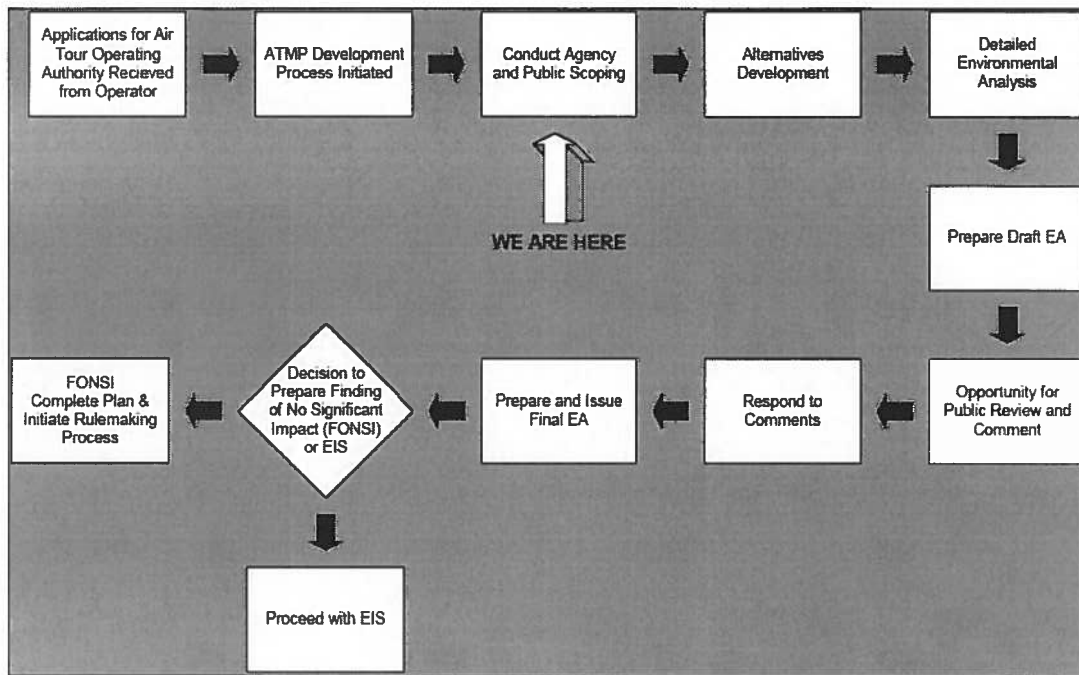 Applications for Air
Tour Operating
Authority Recieved
from Operator
ATMP Development
Process Initiated
Conduct Agency
and Public Scoping
Alternatives
Development
Detailed
Environmental
Analysis
WE ARE HERE
Prepare Draft EA
Opportunity for
Public Review and
Comment
Respond to
Comments
Prepare and Issue
Final EA
Decision to
Prepare Finding
of No Significant
Impact (FONSI)
or EIS
FONSI
Complete Plan &
Initiate Rulemaking
Process
Proceed with EIS